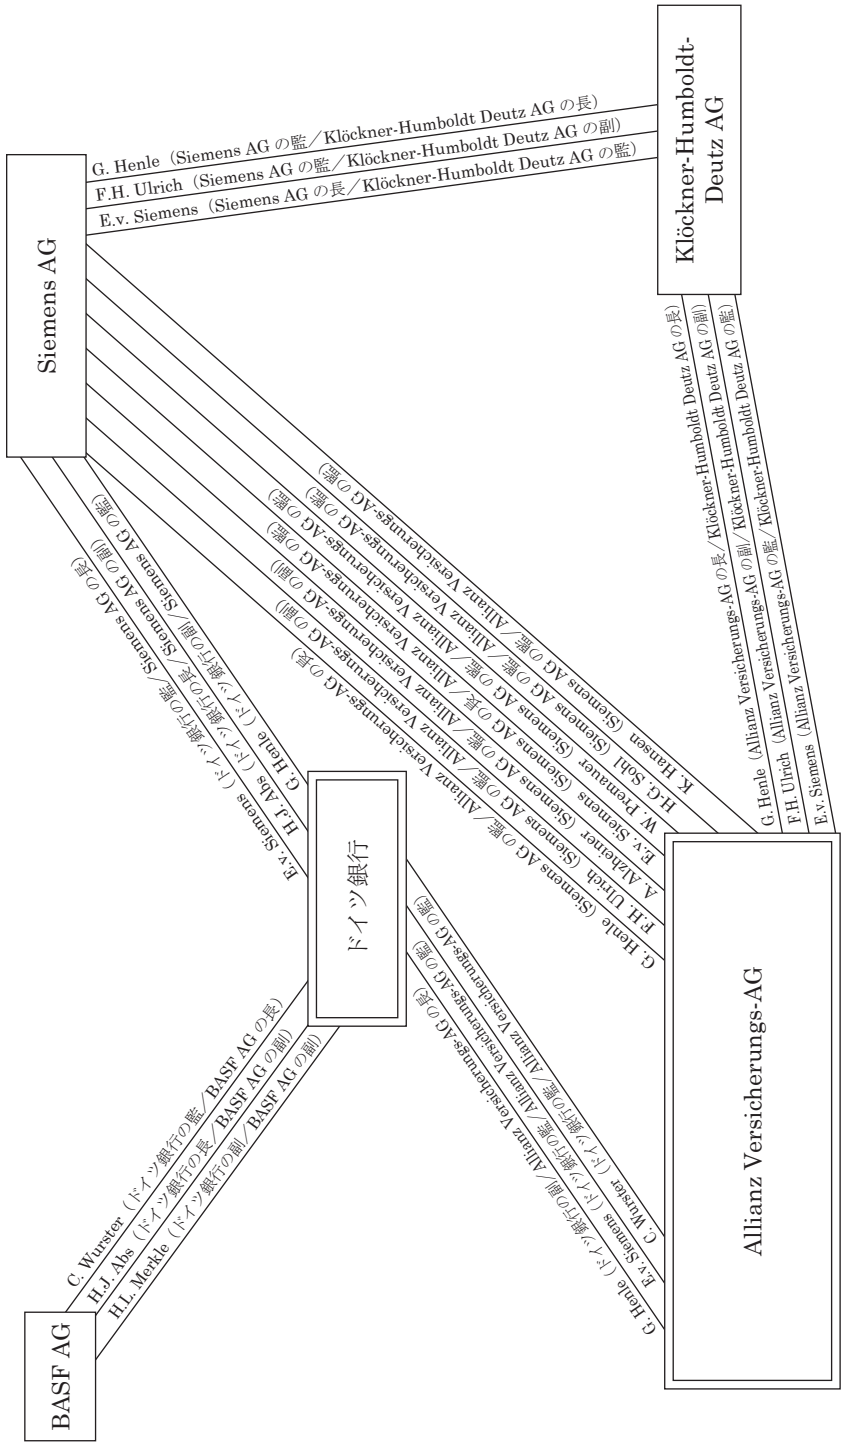 Siemens AG
Klöckner-Humboldt-
Deutz AG
G. Henle（Siemens AG の監／Klöckner-Humboldt Deutz AG の長）
F.H. Ulrich（Siemens AG の監／Klöckner-Humboldt Deutz AG の副）
E.v. Siemens（Siemens AG の長／Klöckner-Humboldt Deutz AG の監）
E.v. Siemens（ドイツ銀行の監／Siemens AG の長）
H.J. Abs（ドイツ銀行の長／Siemens AG の副）
G. Henle（ドイツ銀行の副／Siemens AG の監）
G. Henle（Siemens AG の監／Allianz Versicherungs-AG の長）
F.H. Ulrich（Siemens AG の監／Allianz Versicherungs-AG の副）
A. Alzheiner（Siemens AG の監／Allianz Versicherungs-AG の副）
E.v. Siemens（Siemens AG の長／Allianz Versicherungs-AG の監）
W. Premauer（Siemens AG の監／Allianz Versicherungs-AG の監）
H-G. Sohl（Siemens AG の監／Allianz Versicherungs-AG の監）
K. Hansen（Siemens AG の監／Allianz Versicherungs-AG の監）
G. Henle（Allianz Versicherungs-AG の長／Klöckner-Humboldt Deutz AG の長）
F.H. Ulrich（Allianz Versicherungs-AG の副／Klöckner-Humboldt Deutz AG の副）
E.v. Siemens（Allianz Versicherungs-AG の監／Klöckner-Humboldt Deutz AG の監）
ドイツ銀行
C. Wurster（ドイツ銀行の監／BASF AG の長）
H.J. Abs（ドイツ銀行の長／BASF AG の副）
H.L. Merkle（ドイツ銀行の副／BASF AG の副）
G. Henle（ドイツ銀行の副／Allianz Versicherungs-AG の長）
E.v. Siemens（ドイツ銀行の監／Allianz Versicherungs-AG の監）
C. Wurster（ドイツ銀行の監／Allianz Versicherungs-AG の監）
BASF AG
Allianz Versicherungs-AG